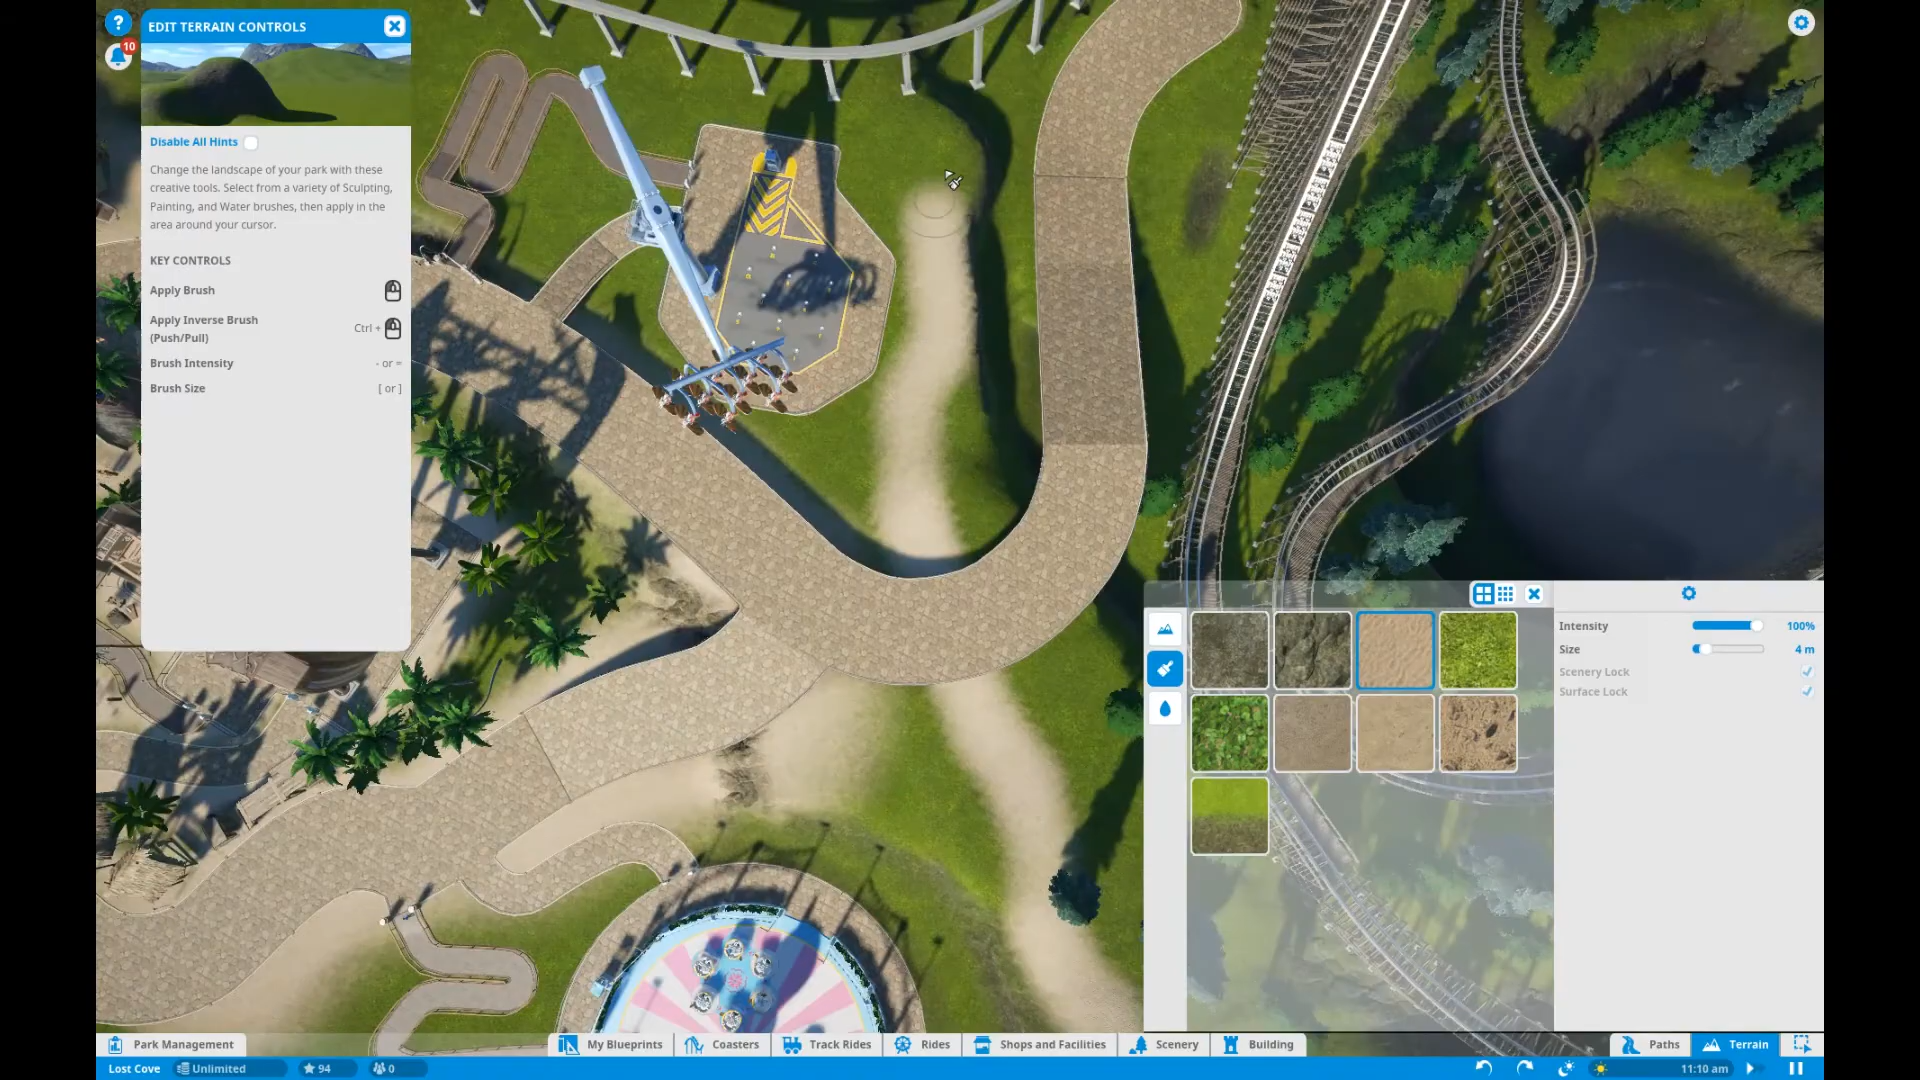 ?
10
EDIT TERRAIN CONTROLS
Disable All Hints
Change the landscape of your park with these
creative tools. Select from a variety of Sculpting,
Painting, and Water brushes, then apply in the
area around your cursor.
KEY CONTROLS
Apply Brush
Apply Inverse Brush
(Push/Pull)
Ctrl +
Brush Intensity - or =
Brush Size [ or ]
Intensity 100%
Size 4 m
Scenery Lock
Surface Lock
Park Management
My Blueprints
Coasters
Track Rides
Rides
Shops and Facilities
Scenery
Building
Paths
Terrain
Lost Cove
Unlimited
94
0
11:10 am